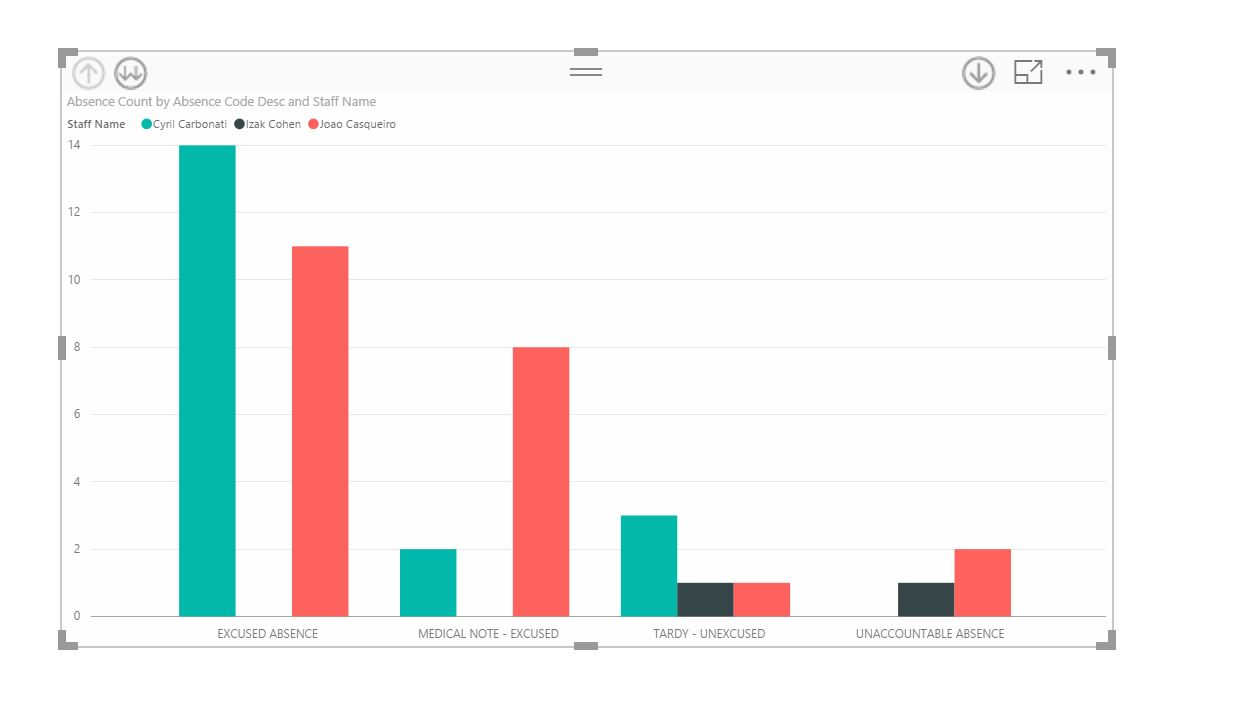 Absence Count by Absence Code Desc and Staff Name
Staff Name Cyril Carbonati Izak Cohen Joao Casqueiro
14
12
10
8
6
4
2
0
EXCUSED ABSENCE MEDICAL NOTE - EXCUSED TARDY - UNEXCUSED UNACCOUNTABLE ABSENCE